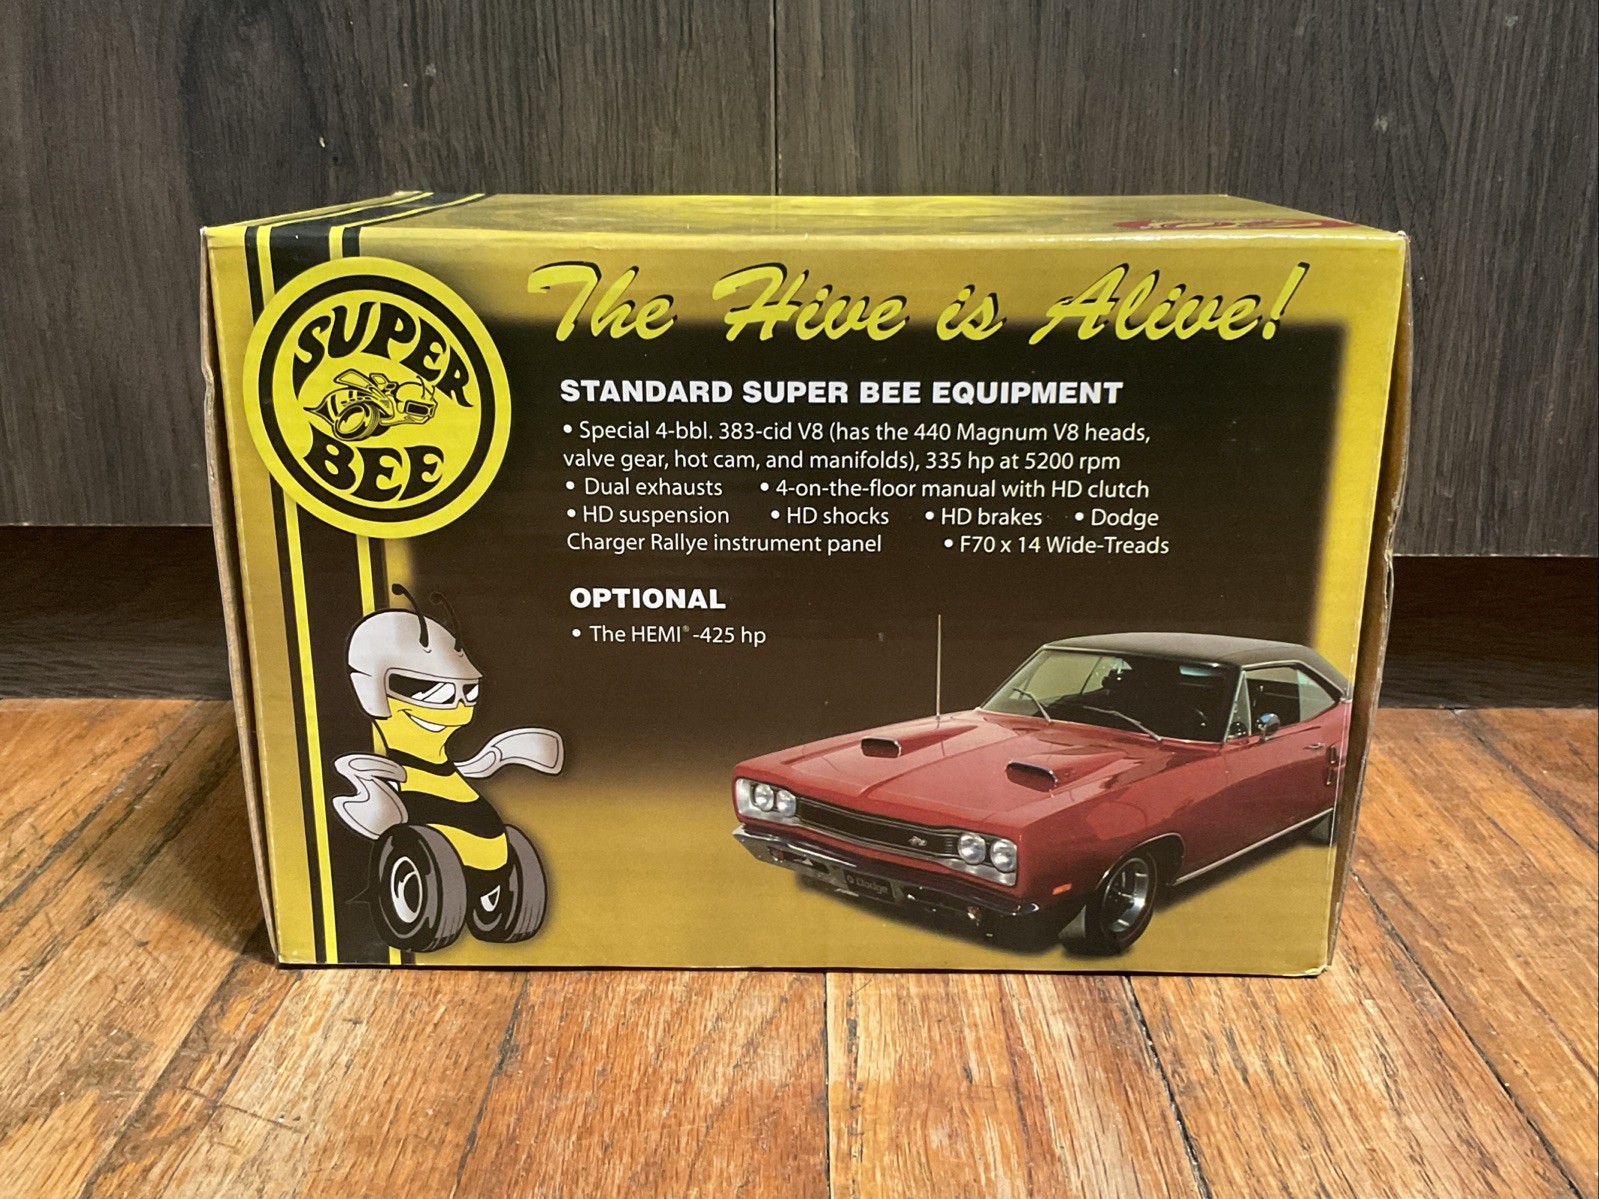 The Hive is Alive!
SUPER
BEE
STANDARD SUPER BEE EQUIPMENT
• Special 4-bbl. 383-cid V8 (has the 440 Magnum V8 heads,
valve gear, hot cam, and manifolds), 335 hp at 5200 rpm
• Dual exhausts • 4-on-the-floor manual with HD clutch
• HD suspension • HD shocks • HD brakes • Dodge
Charger Rallye instrument panel • F70 x 14 Wide-Treads
OPTIONAL
• The HEMI®-425 hp
Dodge